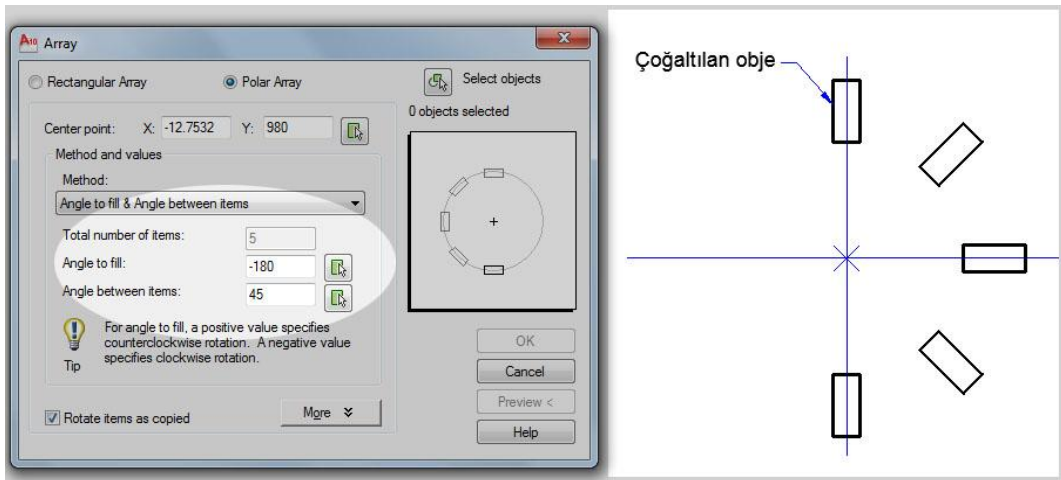 Array
Rectangular Array
Polar Array
Select objects
0 objects selected
Center point: X: -12.7532 Y: 980
Method and values
Method:
Angle to fill & Angle between items
Total number of items: 5
Angle to fill: -180
Angle between items: 45
For angle to fill, a positive value specifies
counterclockwise rotation. A negative value
specifies clockwise rotation.
Tip
Rotate items as copied
More
OK
Cancel
Preview <
Help
Çoğaltılan obje